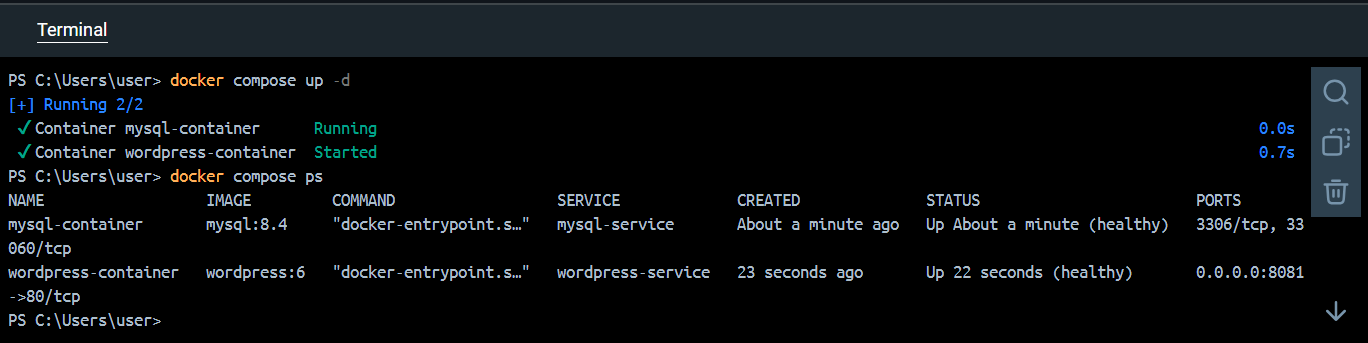 Terminal
PS C:\Users\user> docker compose up -d
[+] Running 2/2
✓ Container mysql-container      Running      0.0s
✓ Container wordpress-container  Started      0.7s
PS C:\Users\user> docker compose ps
NAME                  IMAGE         COMMAND                  SERVICE             CREATED              STATUS                        PORTS
mysql-container       mysql:8.4     "docker-entrypoint.s…"   mysql-service       About a minute ago   Up About a minute (healthy)   3306/tcp, 33
060/tcp
wordpress-container   wordpress:6   "docker-entrypoint.s…"   wordpress-service   23 seconds ago       Up 22 seconds (healthy)       0.0.0.0:8081
->80/tcp
PS C:\Users\user>